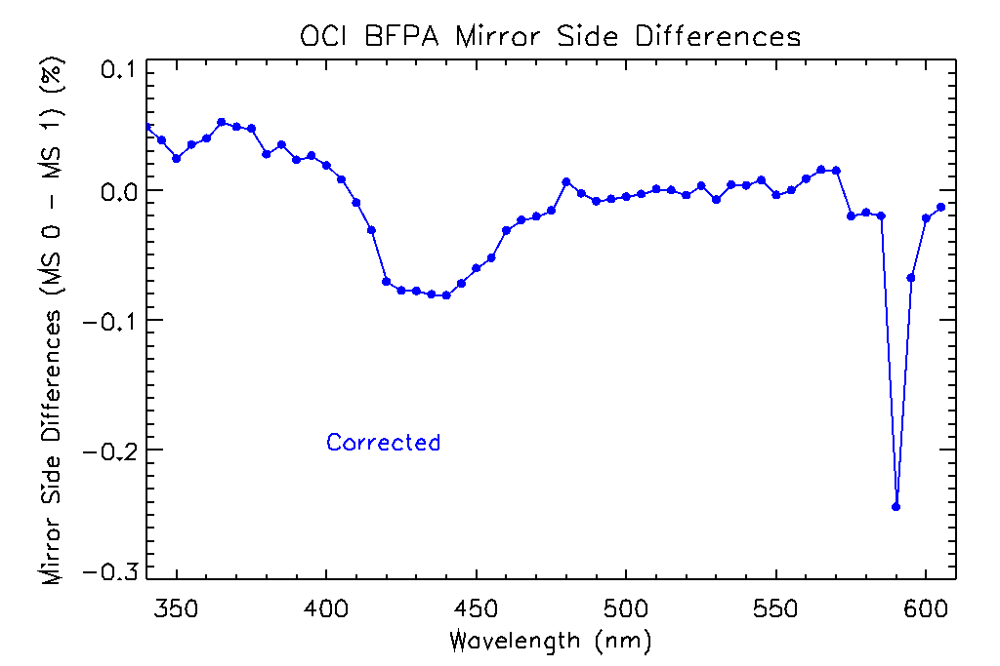 OCI BFPA Mirror Side Differences
Mirror Side Differences (MS 0 - MS 1) (%)
0.1
0.0
-0.1
-0.2
-0.3
Corrected
350 400 450 500 550 600
Wavelength (nm)